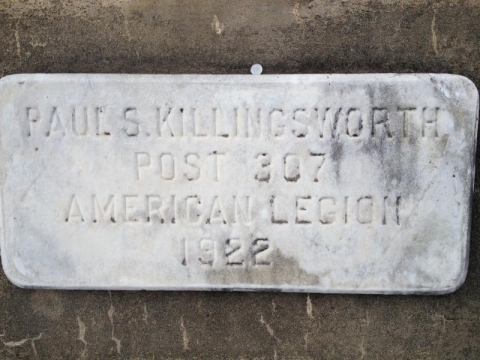 PAUL S. KILLINGSWORTH
POST 307
AMERICAN LEGION
1922